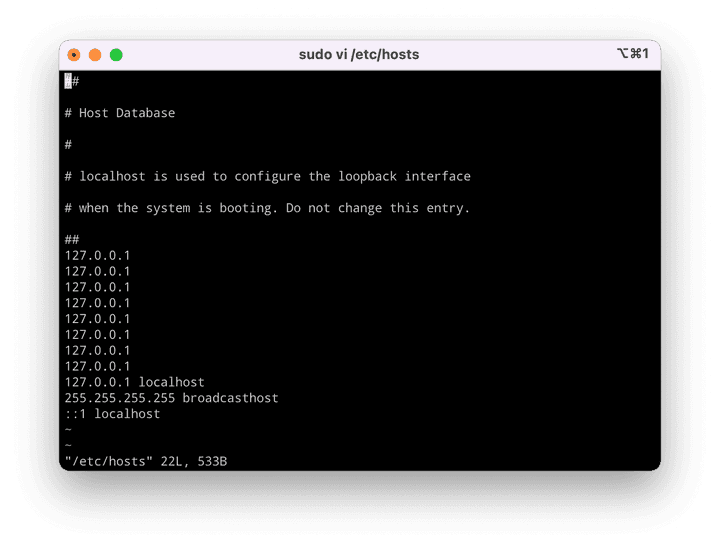 sudo vi /etc/hosts
⌥⌘1
##
# Host Database
#
# localhost is used to configure the loopback interface
# when the system is booting. Do not change this entry.
##
127.0.0.1
127.0.0.1
127.0.0.1
127.0.0.1
127.0.0.1
127.0.0.1
127.0.0.1
127.0.0.1
127.0.0.1 localhost
255.255.255.255 broadcasthost
::1 localhost
~
~
"/etc/hosts" 22L, 533B